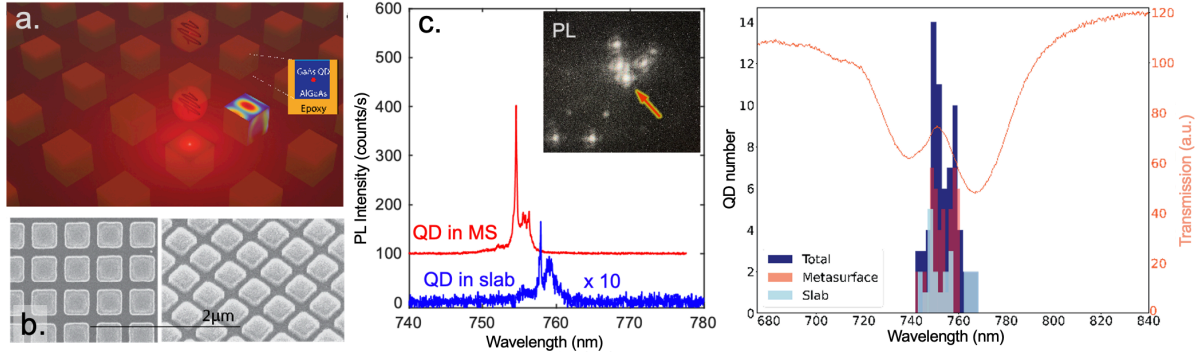 a.
GaAs QD
AlGaAs
Epoxy
b.
2μm
c.
PL
PL Intensity (counts/s)
600
500
400
300
200
100
0
QD in MS
QD in slab
x 10
740
750
760
770
780
Wavelength (nm)
QD number
14
12
10
8
6
4
2
0
Total
Metasurface
Slab
680
700
720
740
760
780
800
820
840
Wavelength (nm)
120
100
80
60
40
20
0
Transmission (a.u.)